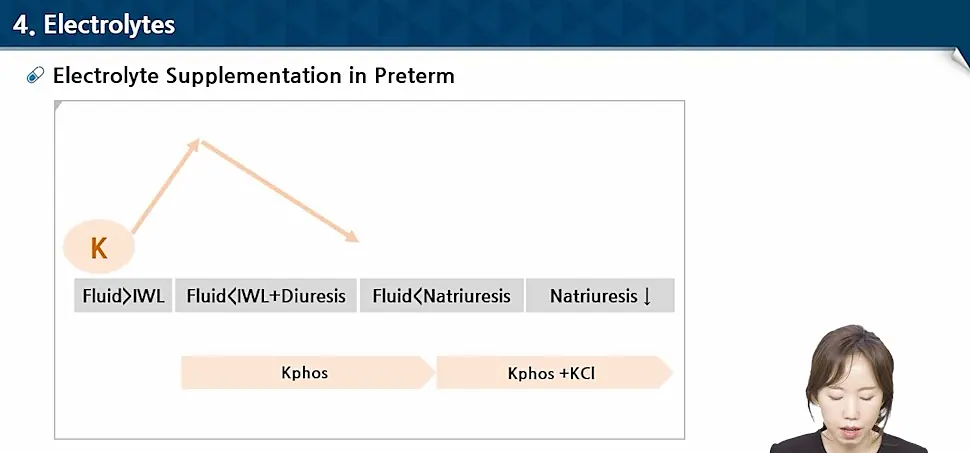 4. Electrolytes
Electrolyte Supplementation in Preterm
K
Fluid>IWL
Fluid<IWL+Diuresis
Fluid<Natriuresis
Natriuresis↓
Kphos
Kphos +KCl